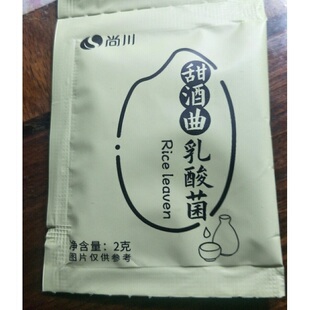 尚川
甜酒曲
乳酸菌
Rice leaven
净含量：2克
图片仅供参考